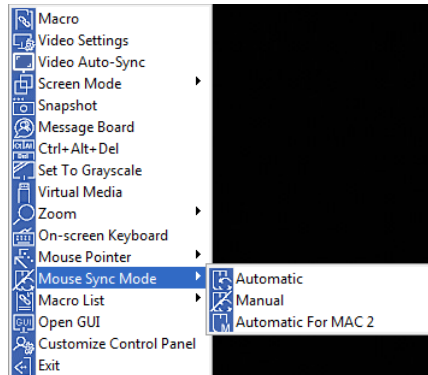 Macro
Video Settings
Video Auto-Sync
Screen Mode
Snapshot
Message Board
Ctrl+Alt+Del
Set To Grayscale
Virtual Media
Zoom
On-screen Keyboard
Mouse Pointer
Mouse Sync Mode
Automatic
Macro List
Manual
Open GUI
Automatic For MAC 2
Customize Control Panel
Exit